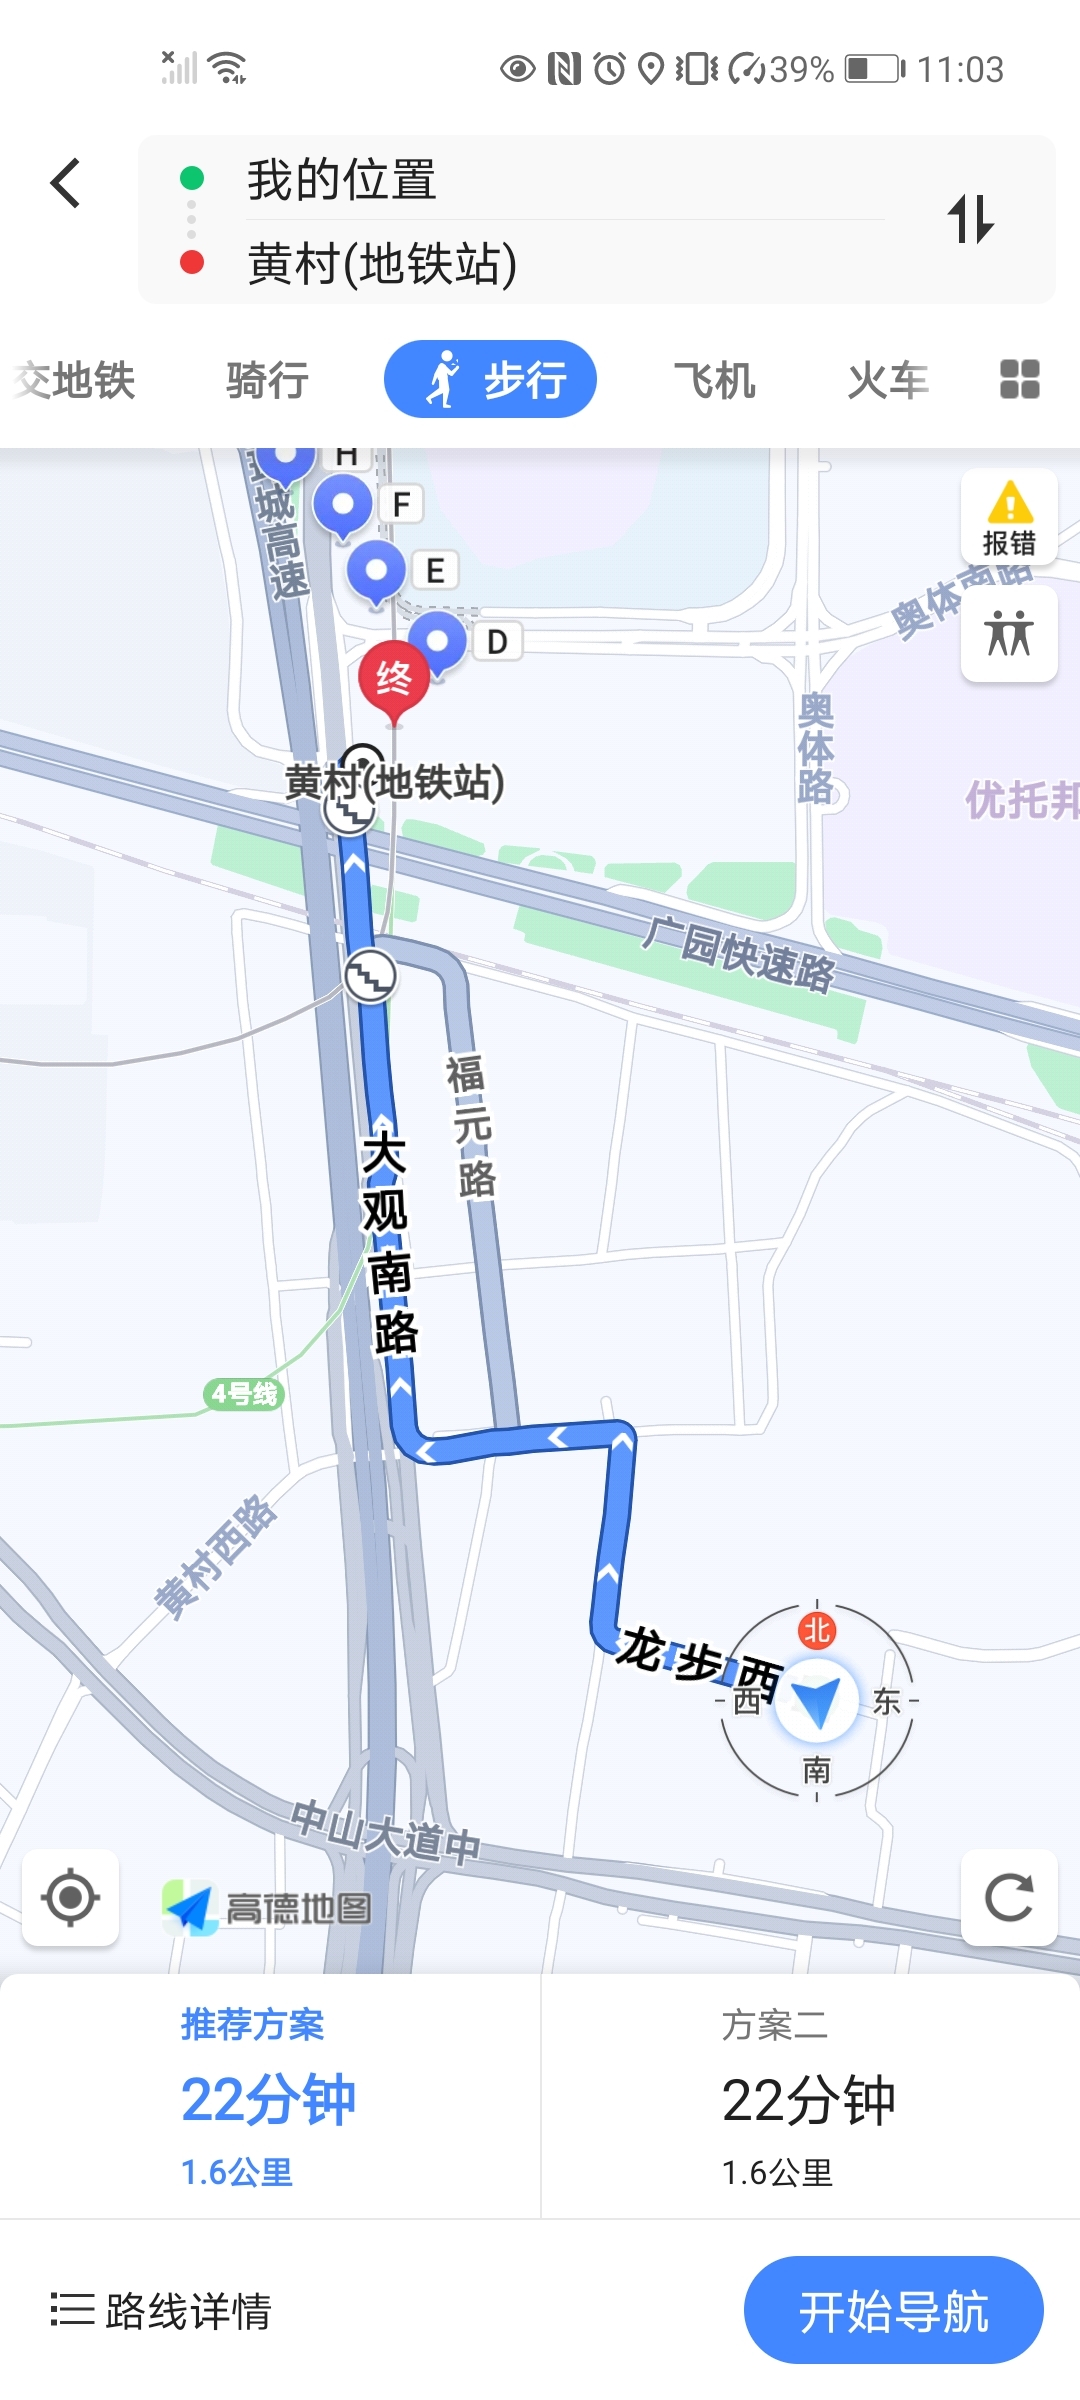 39% 11:03
我的位置
黄村(地铁站)
交地铁 骑行 步行 飞机 火车
H
F
E
D
终
报错
城高速
奥体南路
奥体路
优托邦
黄村(地铁站)
广园快速路
福元路
大观南路
4号线
黄村西路
龙步西
北
西
东
南
中山大道中
高德地图
推荐方案 方案二
22分钟 22分钟
1.6公里 1.6公里
路线详情 开始导航